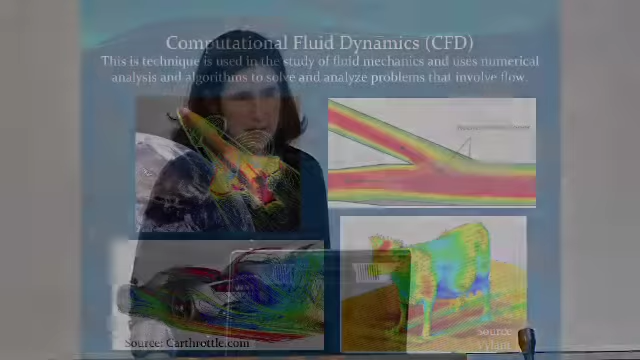 Computational Fluid Dynamics (CFD)
This is technique is used in the study of fluid mechanics and uses numerical
analysis and algorithms to solve and analyze problems that involve flow.
Source: Carthrottle.com
Source: